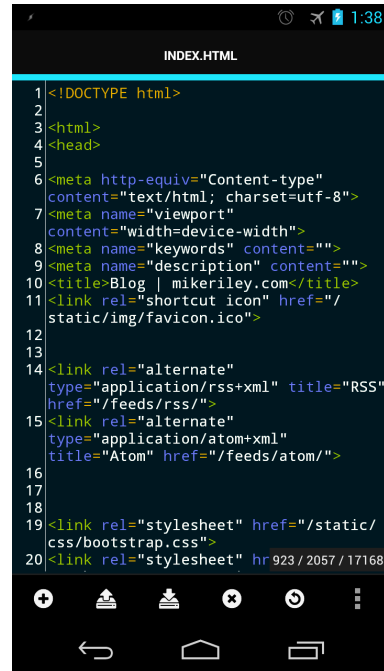 1:38
INDEX.HTML
1 <!DOCTYPE html>
2
3 <html>
4 <head>
5
6 <meta http-equiv="Content-type"
content="text/html; charset=utf-8">
7 <meta name="viewport"
content="width=device-width">
8 <meta name="keywords" content="">
9 <meta name="description" content="">
10 <title>Blog | mikeriley.com</title>
11 <link rel="shortcut icon" href="/
static/img/favicon.ico">
12
13
14 <link rel="alternate"
type="application/rss+xml" title="RSS"
href="/feeds/rss/">
15 <link rel="alternate"
type="application/atom+xml"
title="Atom" href="/feeds/atom/">
16
17
18
19 <link rel="stylesheet" href="/static/
css/bootstrap.css">
20 <link rel="stylesheet" hr
923 / 2057 / 17168